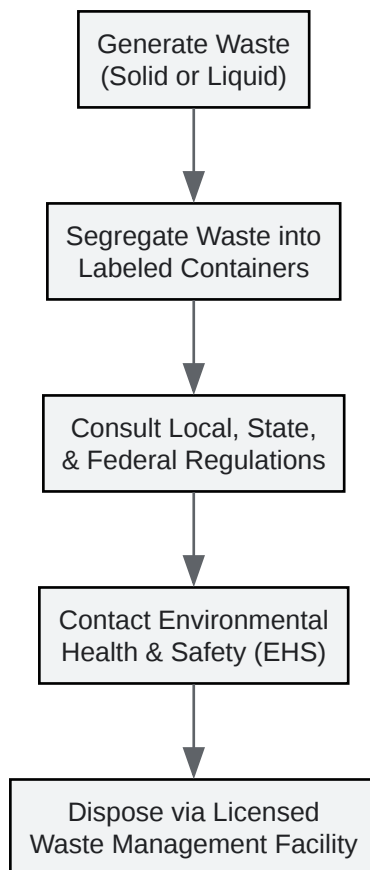 Generate Waste
(Solid or Liquid)
Segregate Waste into
Labeled Containers
Consult Local, State,
& Federal Regulations
Contact Environmental
Health & Safety (EHS)
Dispose via Licensed
Waste Management Facility